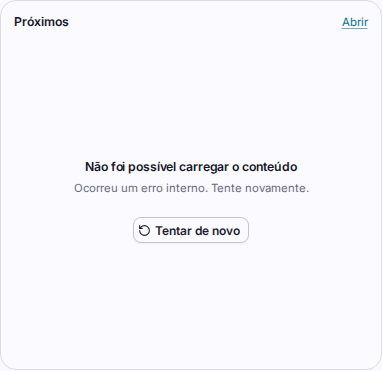 Próximos
Abrir
Não foi possível carregar o conteúdo
Ocorreu um erro interno. Tente novamente.
Tentar de novo